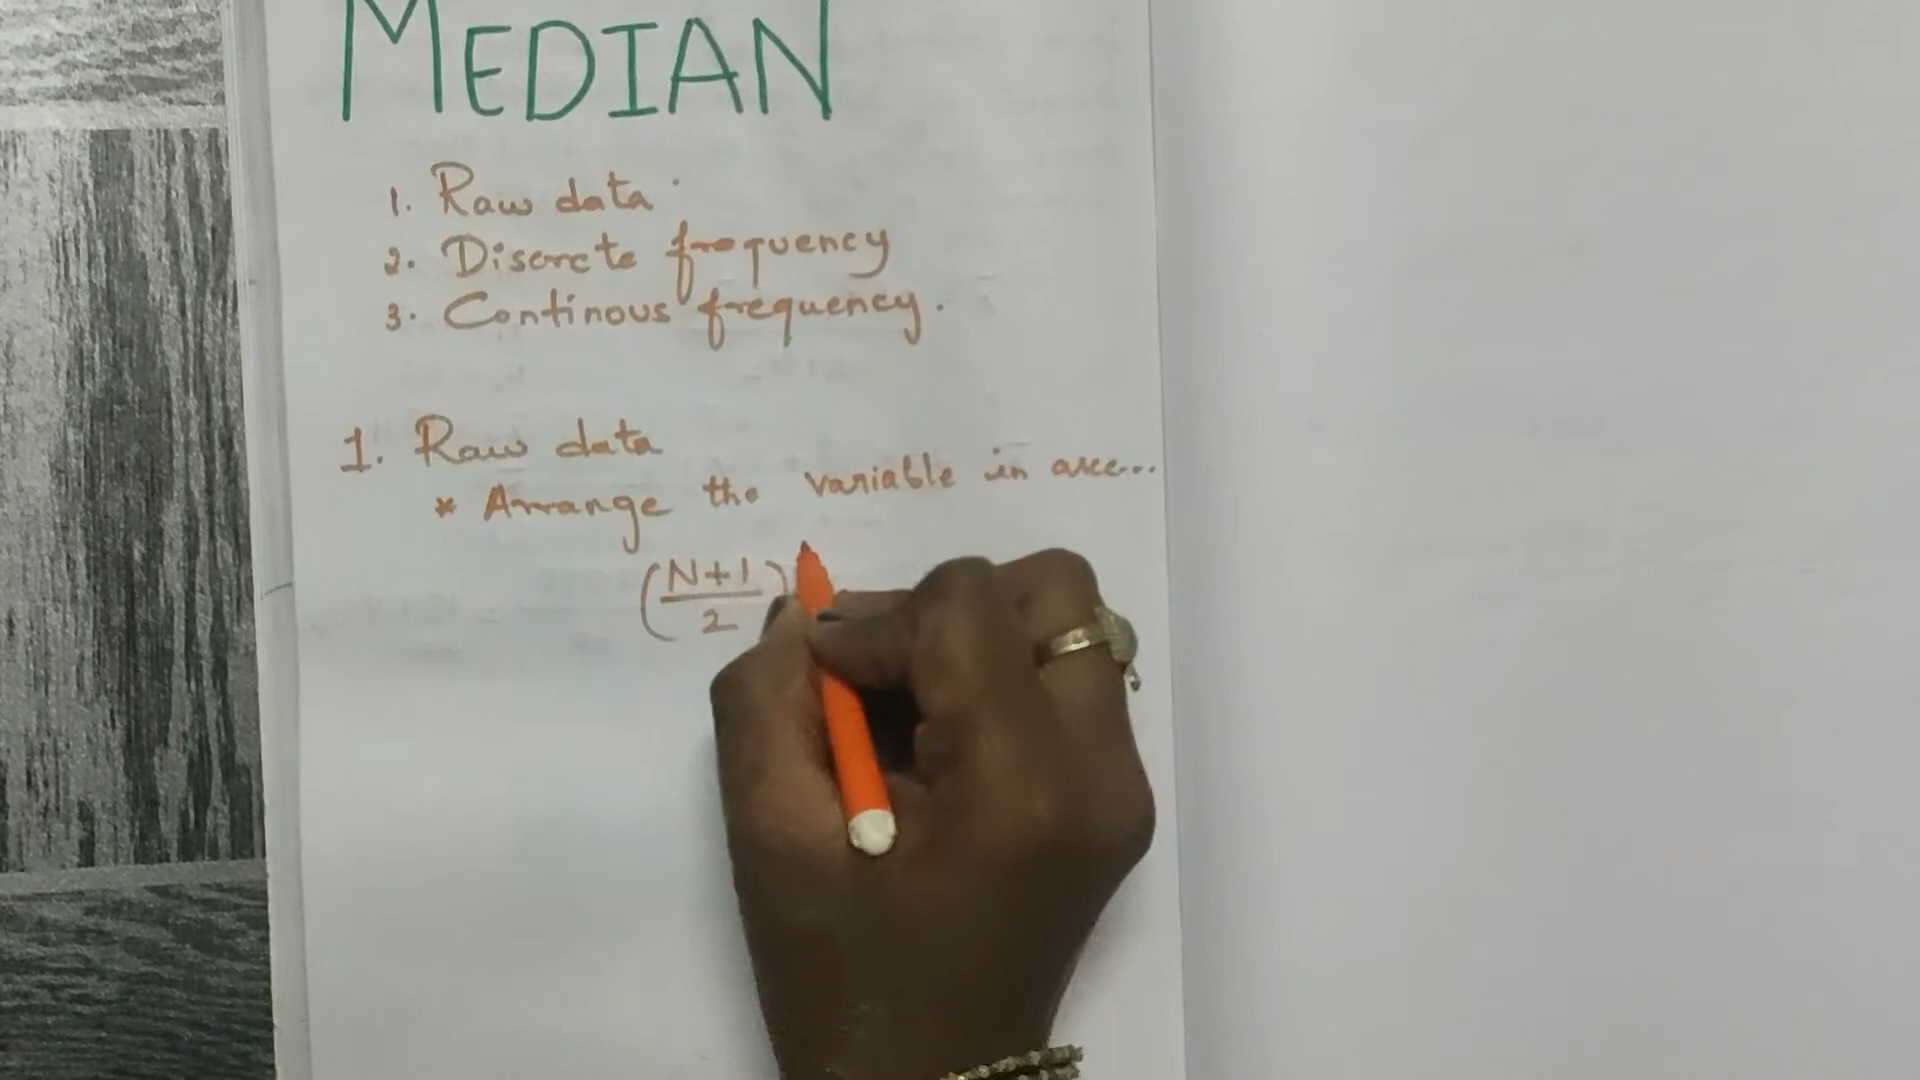 MEDIAN
1. Raw data
2. Discrete frequency
3. Continous frequency.
1. Raw data
* Arrange the variable in asce...
(N+1/2)